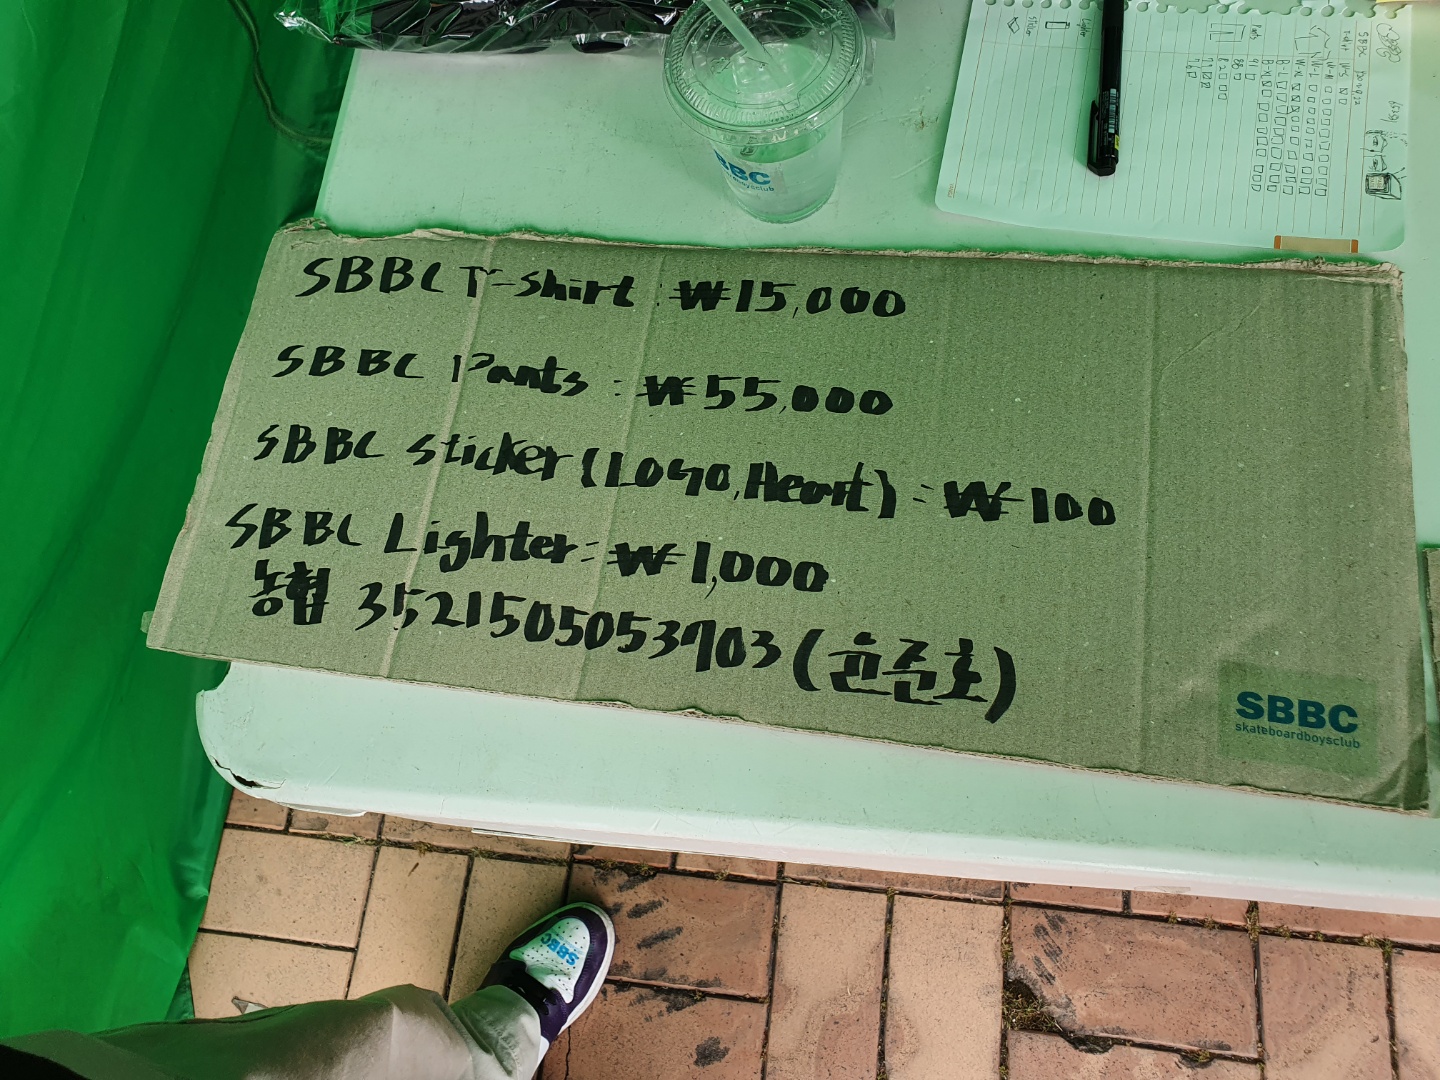 SBBC
skateboardboysclub
SBBC T-shirt : ₩15,000
SBBC Pants : ₩55,000
SBBC Sticker (Logo, Heart) : ₩100
SBBC Lighter : ₩1,000
농협 3521505053903 (윤준호)
SBBC
skateboardboysclub
SBBC